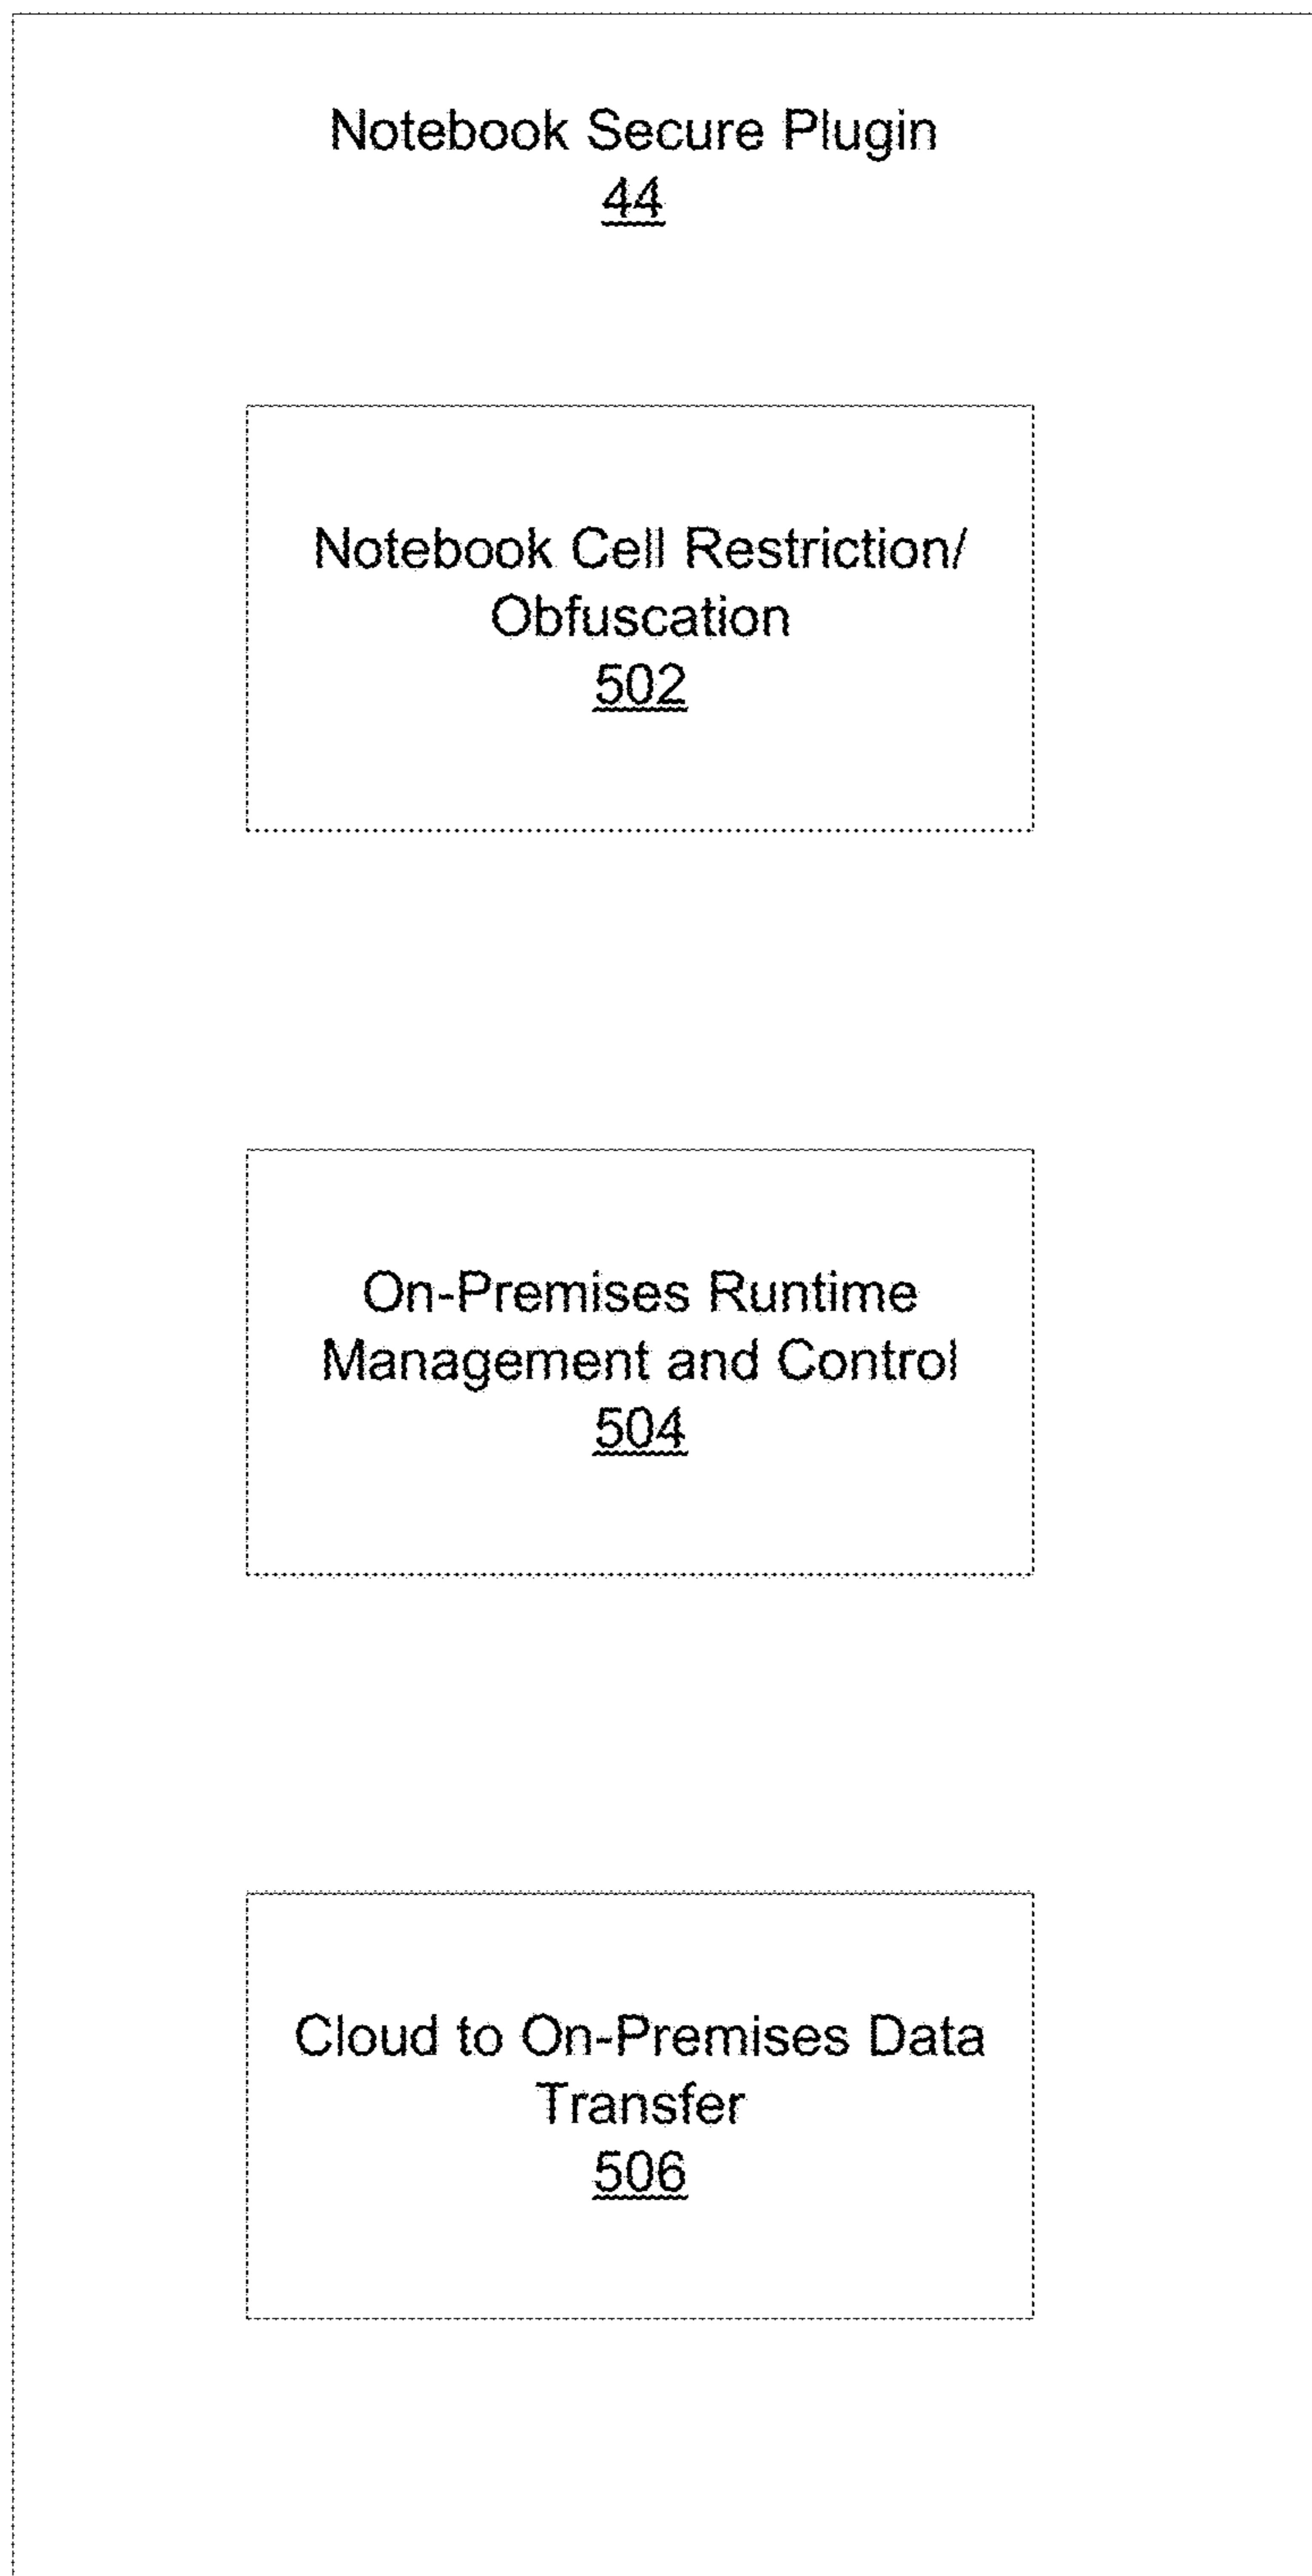 Notebook Secure Plugin
44
Notebook Cell Restriction/
Obfuscation
502
On-Premises Runtime
Management and Control
504
Cloud to On-Premises Data
Transfer
506